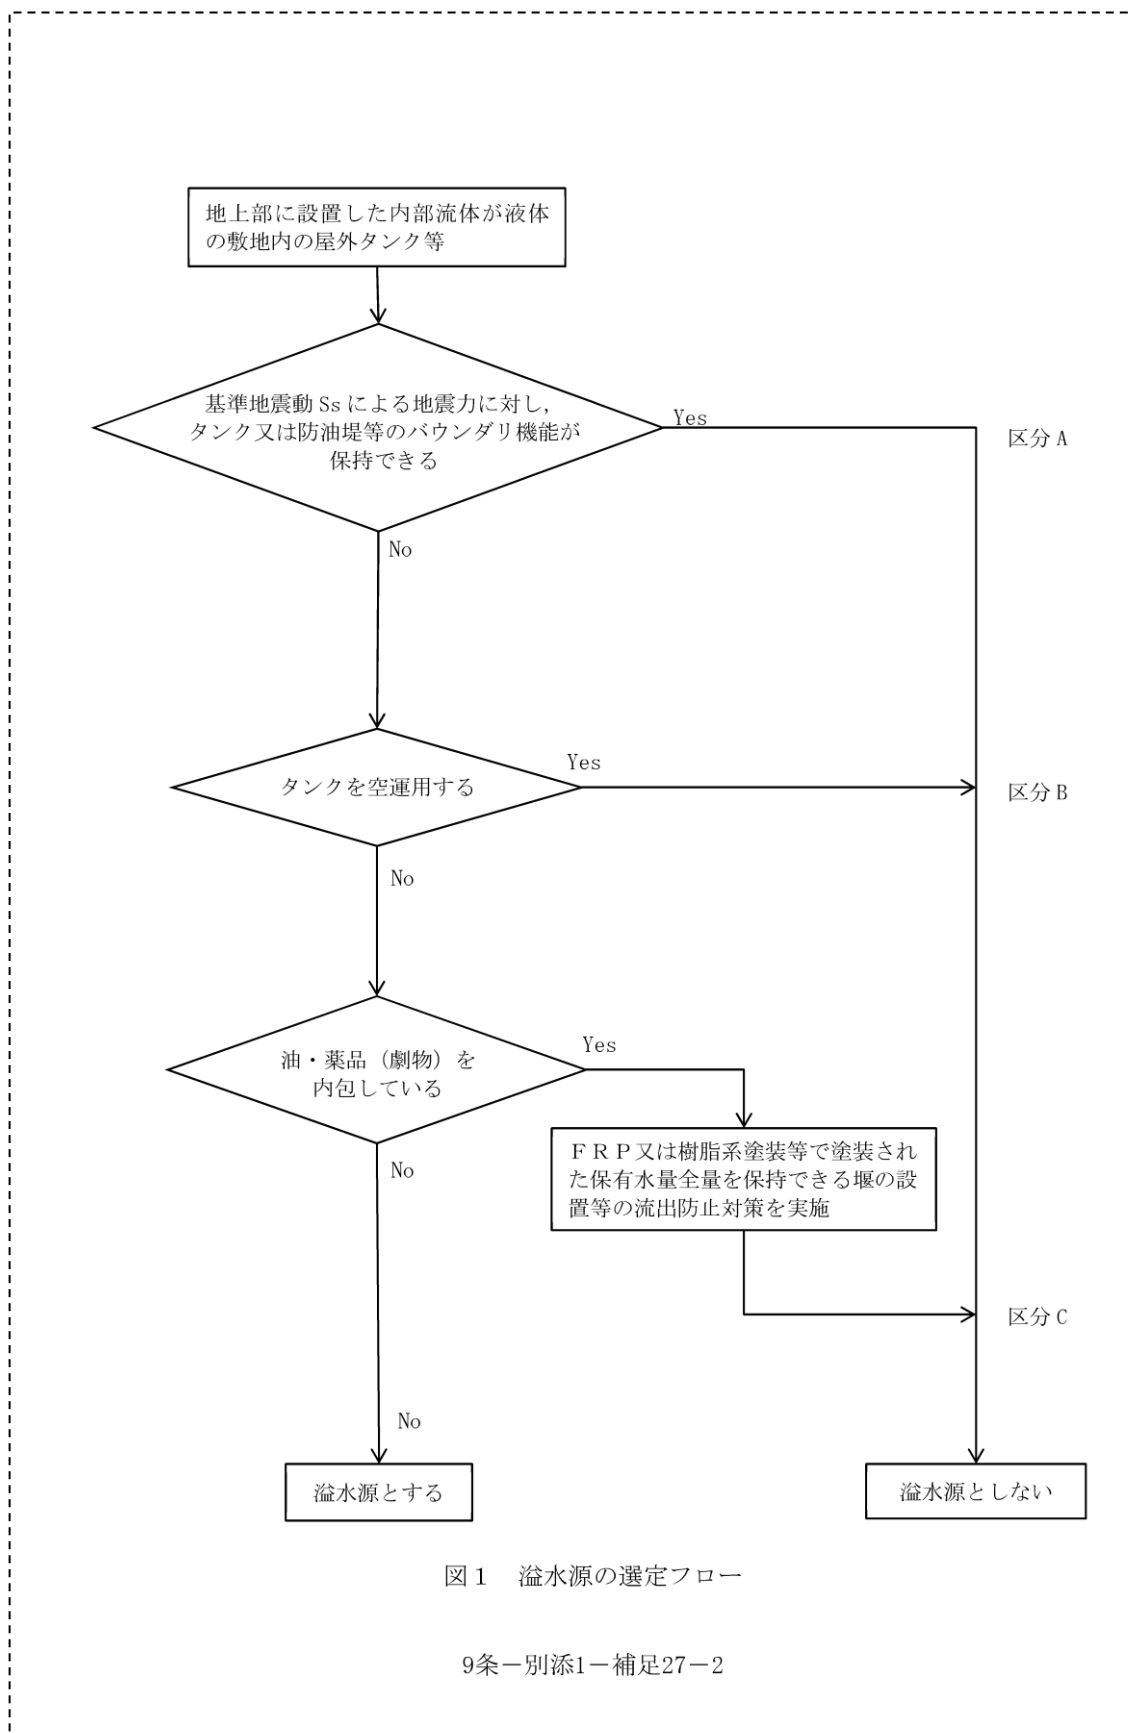 地上部に設置した内部流体が液体
の敷地内の屋外タンク等
基準地震動 Ss による地震力に対し,
タンク又は防油堤等のバウンダリ機能が
保持できる
Yes
区分 A
No
タンクを空運用する
Yes
区分 B
No
油・薬品（劇物）を
内包している
Yes
ＦＲＰ又は樹脂系塗装等で塗装され
た保有水量全量を保持できる堰の設
置等の流出防止対策を実施
No
区分 C
No
溢水源とする
溢水源としない
図１　溢水源の選定フロー
9条－別添1－補足27－2